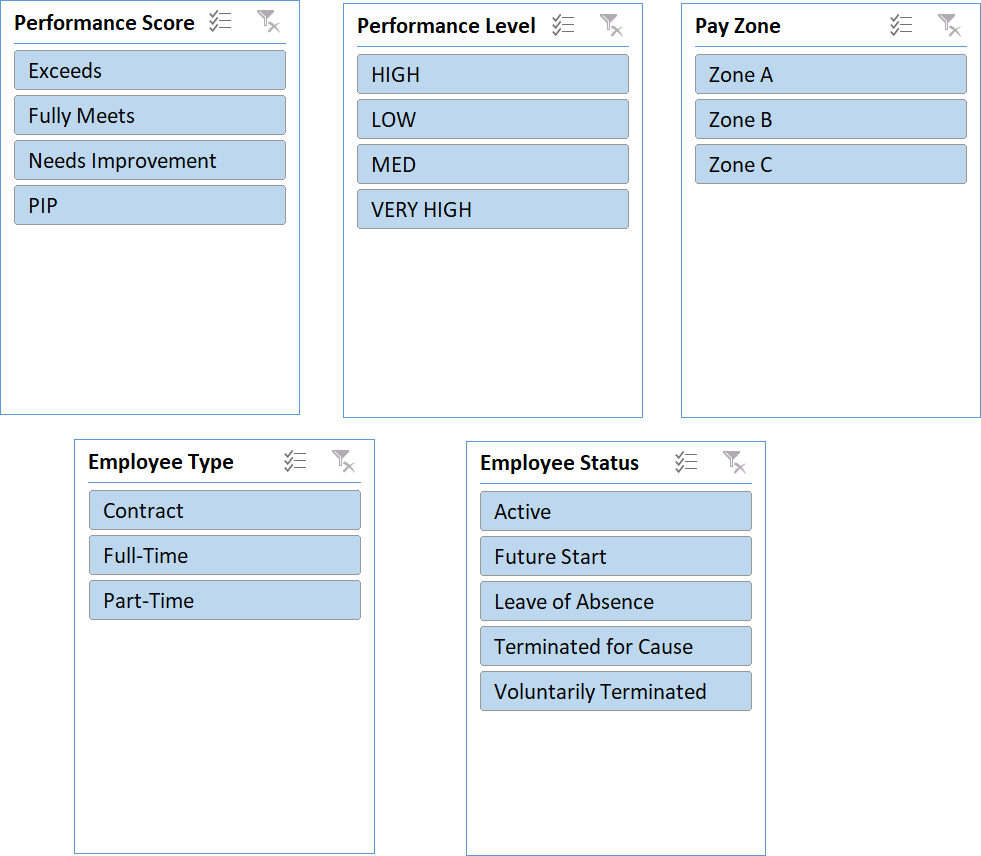 Performance Score
Exceeds
Fully Meets
Needs Improvement
PIP
Performance Level
HIGH
LOW
MED
VERY HIGH
Pay Zone
Zone A
Zone B
Zone C
Employee Type
Contract
Full-Time
Part-Time
Employee Status
Active
Future Start
Leave of Absence
Terminated for Cause
Voluntarily Terminated